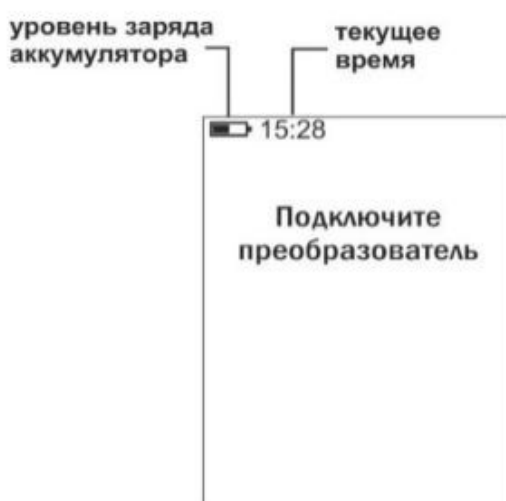 уровень заряда
аккумулятора
текущее
время
15:28
Подключите
преобразователь